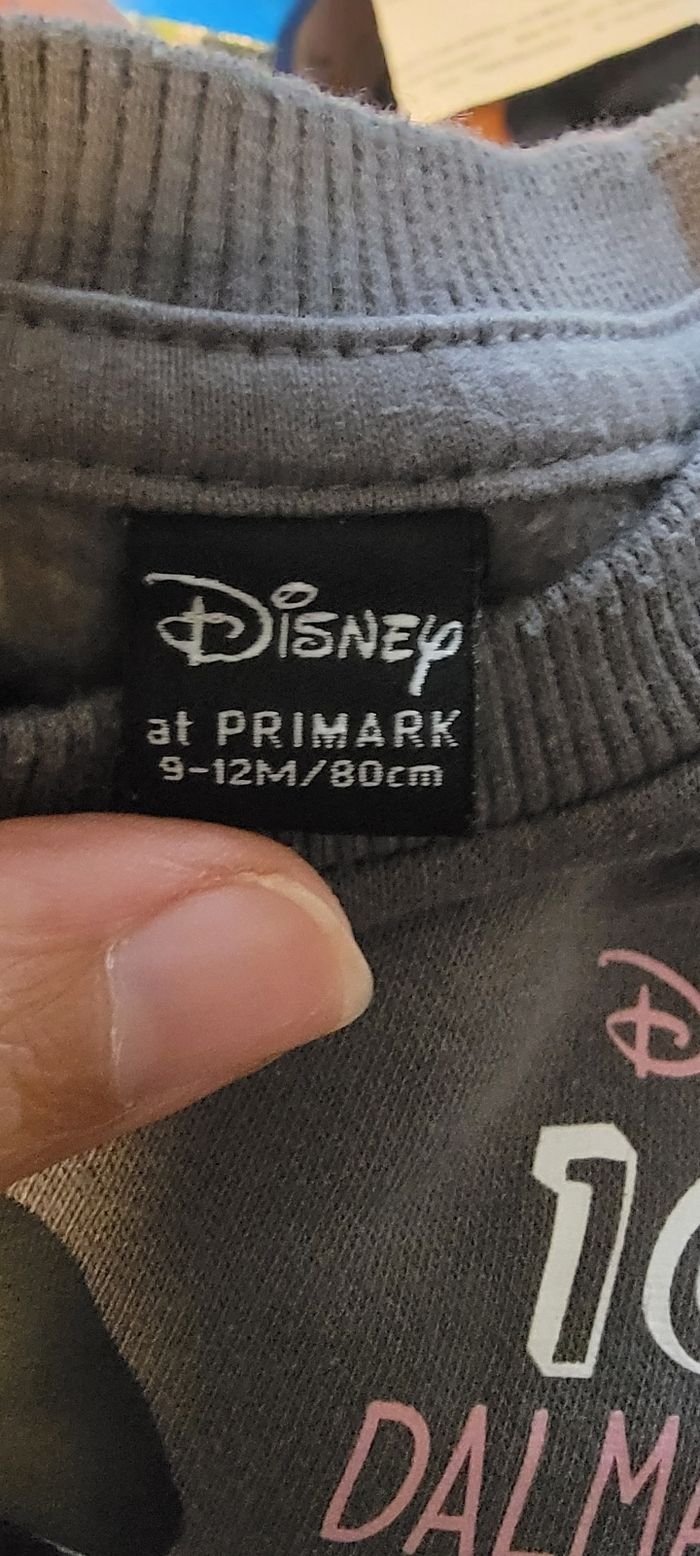 Disney
at PRIMARK
9-12M/80cm
D
10
DALMA